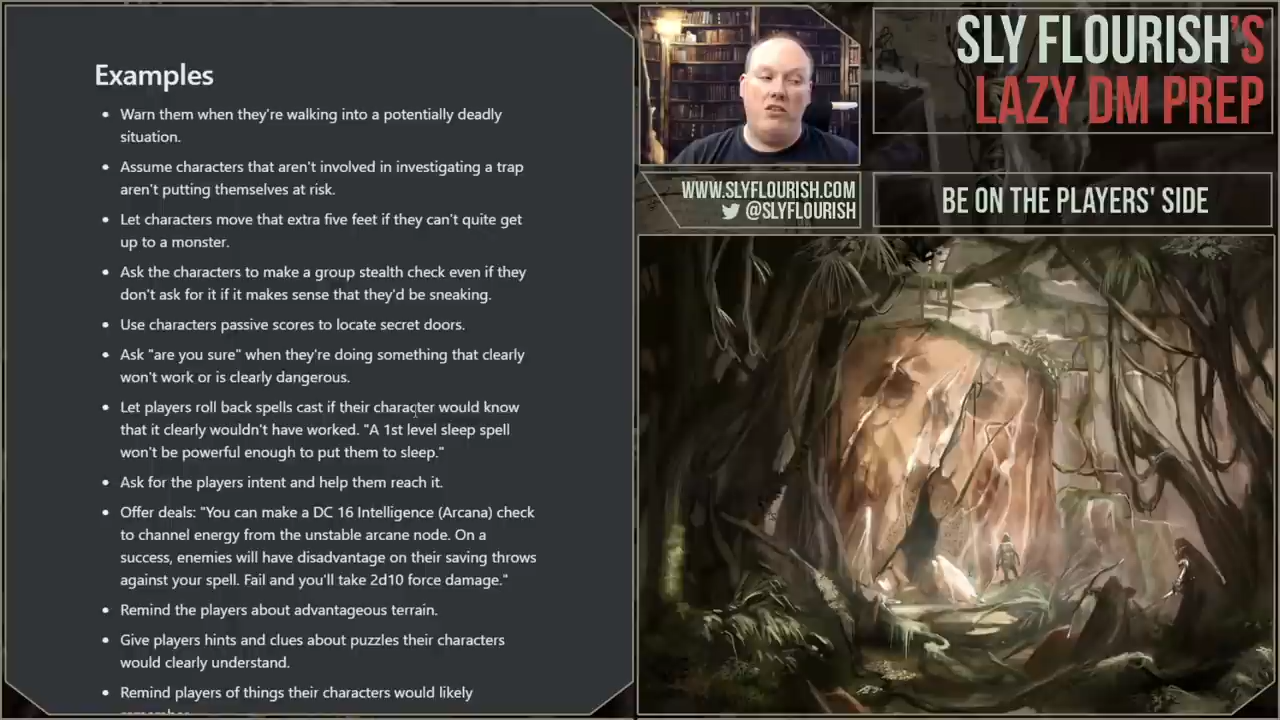 Examples
• Warn them when they're walking into a potentially deadly
situation.
• Assume characters that aren't involved in investigating a trap
aren't putting themselves at risk.
• Let characters move that extra five feet if they can't quite get
up to a monster.
• Ask the characters to make a group stealth check even if they
don't ask for it if it makes sense that they'd be sneaking.
• Use characters passive scores to locate secret doors.
• Ask "are you sure" when they're doing something that clearly
won't work or is clearly dangerous.
• Let players roll back spells cast if their character would know
that it clearly wouldn't have worked. "A 1st level sleep spell
won't be powerful enough to put them to sleep."
• Ask for the players intent and help them reach it.
• Offer deals: "You can make a DC 16 Intelligence (Arcana) check
to channel energy from the unstable arcane node. On a
success, enemies will have disadvantage on their saving throws
against your spell. Fail and you'll take 2d10 force damage."
• Remind the players about advantageous terrain.
• Give players hints and clues about puzzles their characters
would clearly understand.
• Remind players of things their characters would likely
SLY FLOURISH'S
LAZY DM PREP
WWW.SLYFLOURISH.COM
@SLYFLOURISH
BE ON THE PLAYERS' SIDE